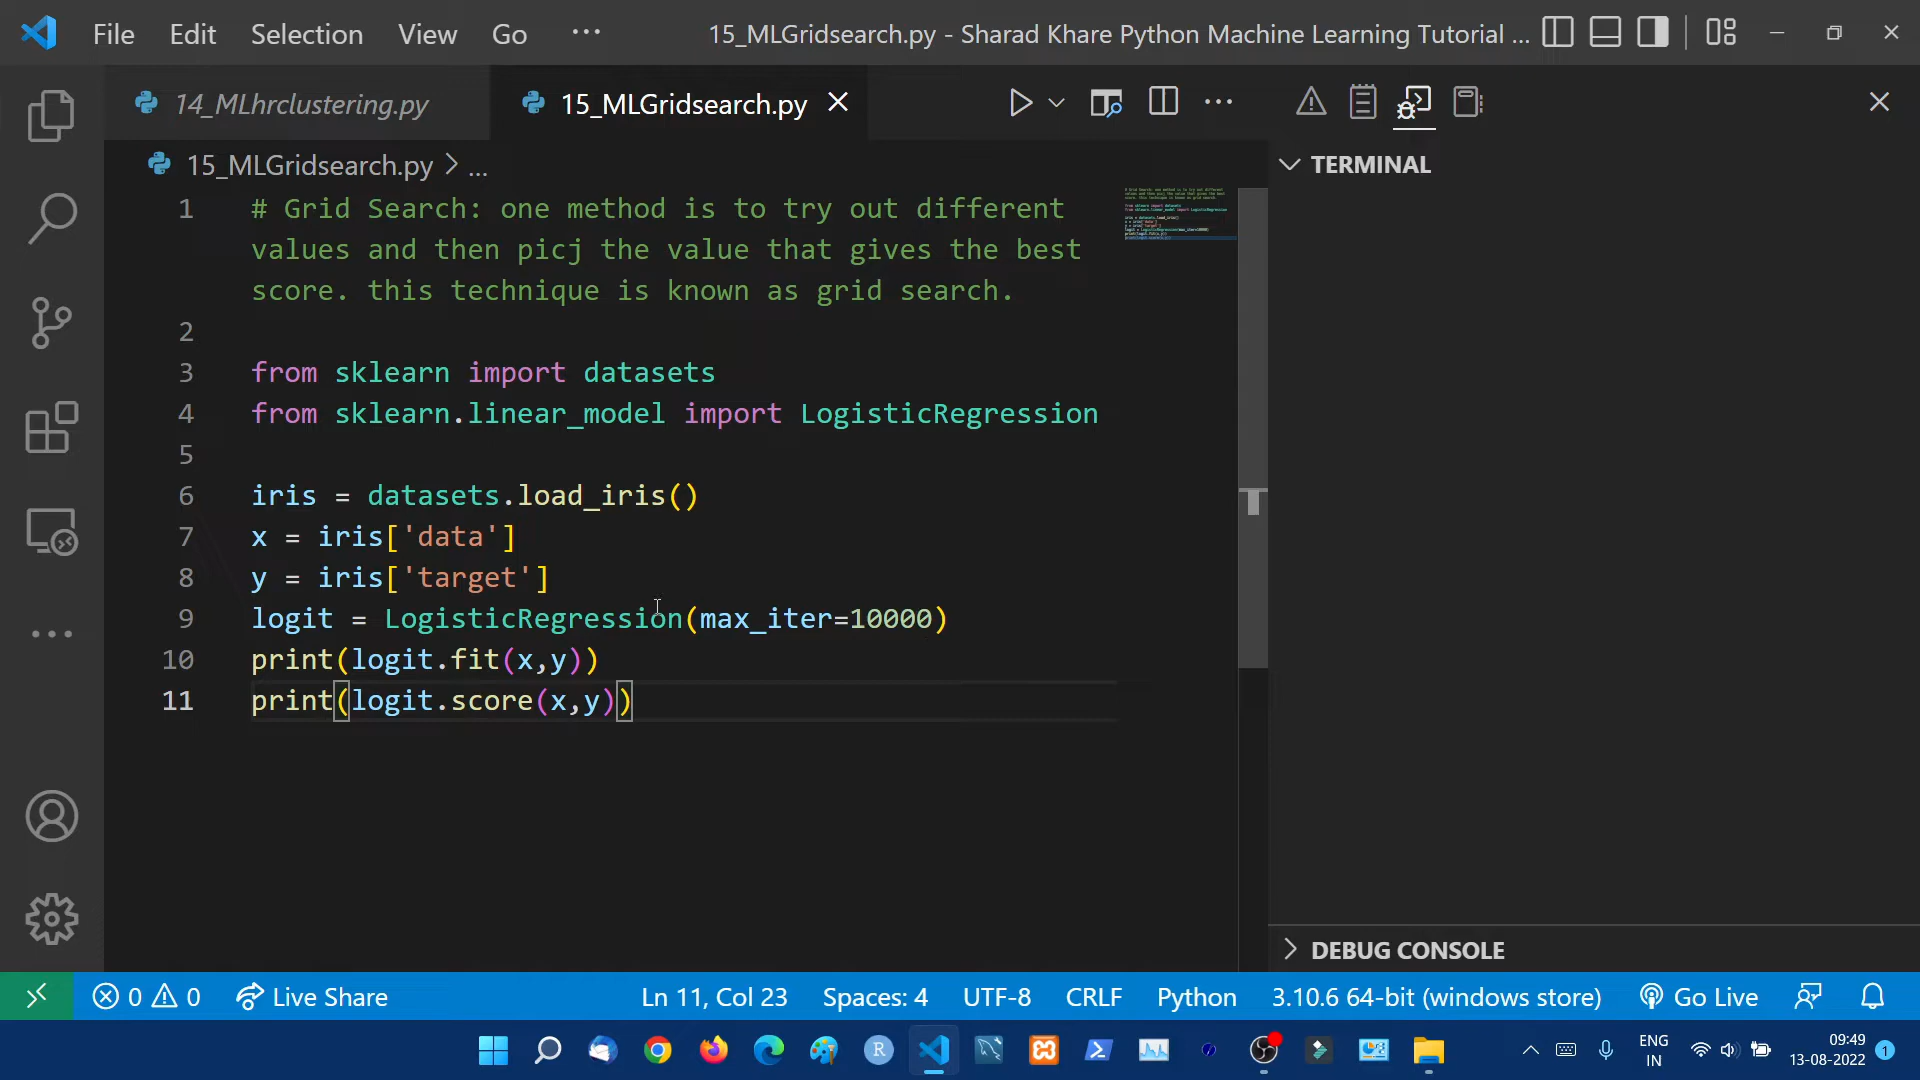 File Edit Selection View Go ··· 15_MLGridsearch.py - Sharad Khare Python Machine Learning Tutorial ...
14_MLhrclustering.py 15_MLGridsearch.py
15_MLGridsearch.py > ...
TERMINAL
1 # Grid Search: one method is to try out different
values and then picj the value that gives the best
score. this technique is known as grid search.
2
3 from sklearn import datasets
4 from sklearn.linear_model import LogisticRegression
5
6 iris = datasets.load_iris()
7 x = iris['data']
8 y = iris['target']
9 logit = LogisticRegression(max_iter=10000)
10 print(logit.fit(x,y))
11 print(logit.score(x,y))
DEBUG CONSOLE
0 0 Live Share Ln 11, Col 23 Spaces: 4 UTF-8 CRLF Python 3.10.6 64-bit (windows store) Go Live
R ENG 09:49
IN 13-08-2022 1